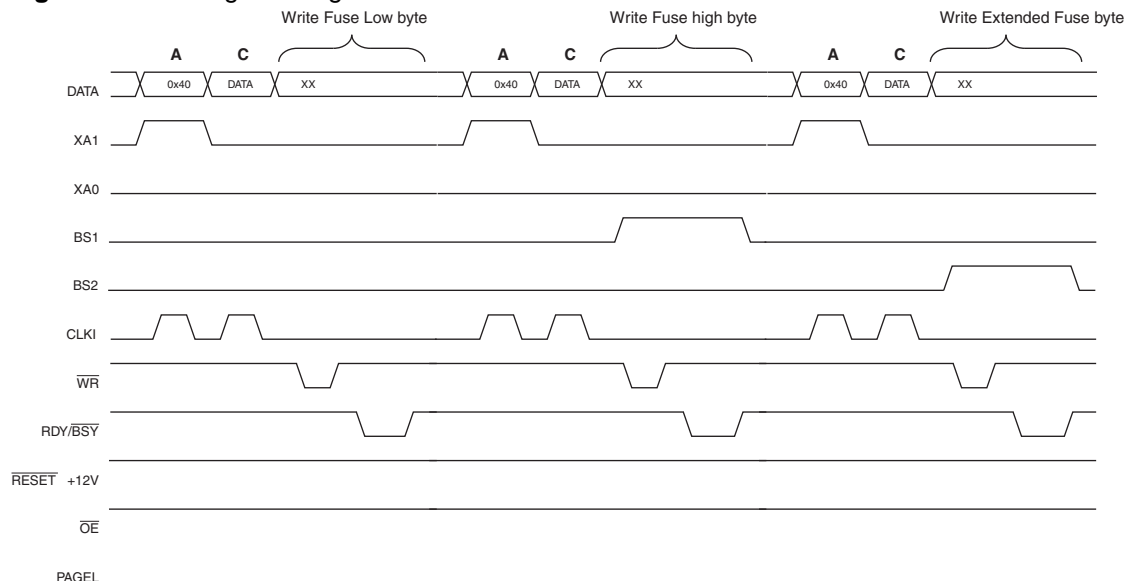 Write Fuse Low byte Write Fuse high byte Write Extended Fuse byte
A C A C A C
DATA 0x40 DATA XX 0x40 DATA XX 0x40 DATA XX
XA1
XA0
BS1
BS2
CLKI
WR
RDY/BSY
RESET +12V
OE
PAGEL